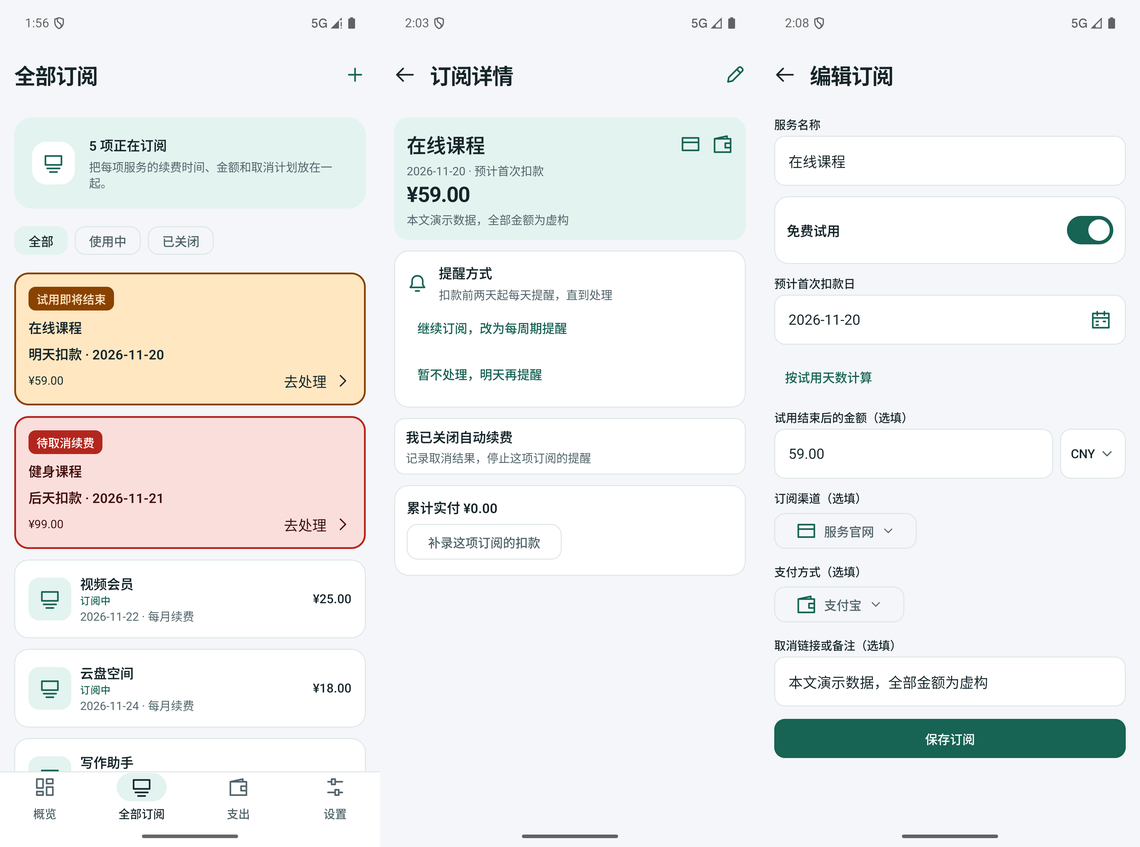 1:56
5G
全部订阅
5 项正在订阅
把每项服务的续费时间、金额和取消计划放在一
起。
全部
使用中
已关闭
试用即将结束
在线课程
明天扣款 · 2026-11-20
¥59.00
去处理
待取消续费
健身课程
后天扣款 · 2026-11-21
¥99.00
去处理
视频会员
订阅中
2026-11-22 · 每月续费
¥25.00
云盘空间
订阅中
2026-11-24 · 每月续费
¥18.00
写作助手
概览
全部订阅
支出
设置
2:03
5G
订阅详情
在线课程
2026-11-20 · 预计首次扣款
¥59.00
本文演示数据，全部金额为虚构
提醒方式
扣款前两天起每天提醒，直到处理
继续订阅，改为每周期提醒
暂不处理，明天再提醒
我已关闭自动续费
记录取消结果，停止这项订阅的提醒
累计实付 ¥0.00
补录这项订阅的扣款
2:08
5G
编辑订阅
服务名称
在线课程
免费试用
预计首次扣款日
2026-11-20
按试用天数计算
试用结束后的金额（选填）
59.00
CNY
订阅渠道（选填）
服务官网
支付方式（选填）
支付宝
取消链接或备注（选填）
本文演示数据，全部金额为虚构
保存订阅